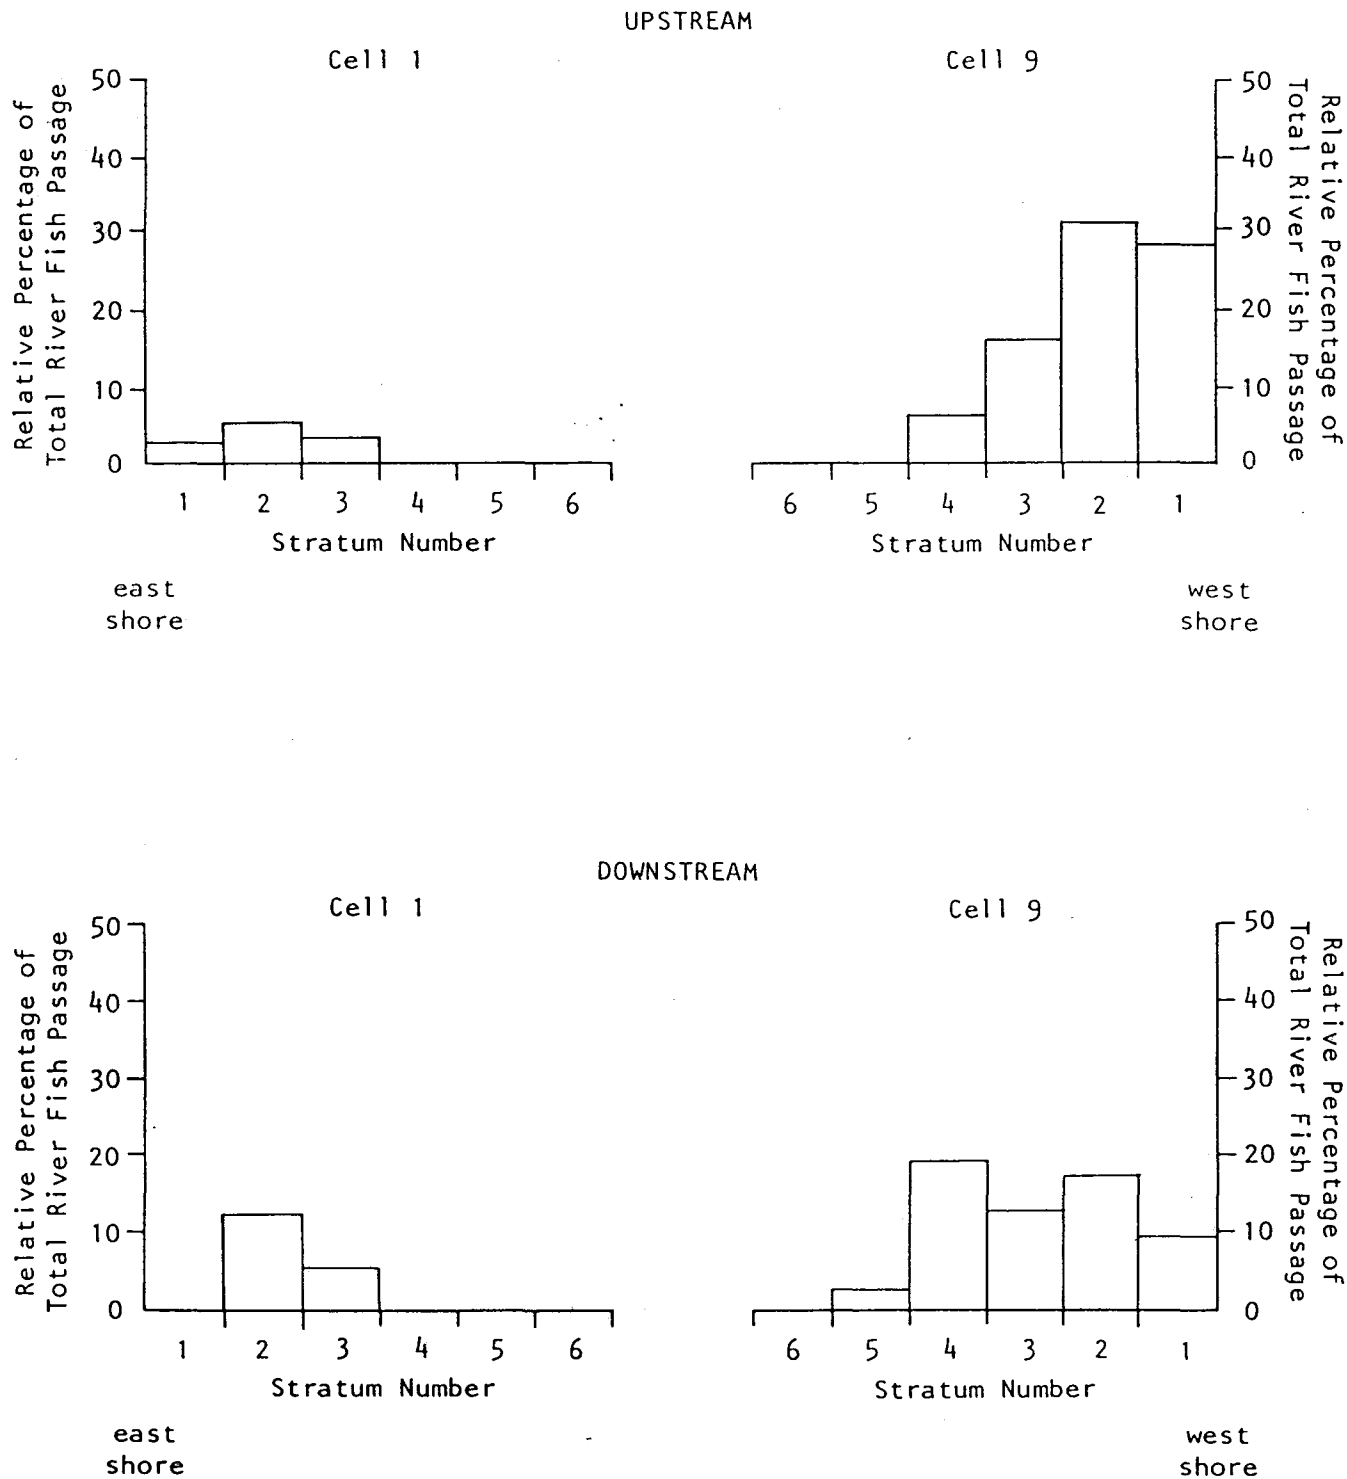 UPSTREAM
Cell 1
Relative Percentage of
Total River Fish Passage
50
40
30
20
10
0
1 2 3 4 5 6
Stratum Number
east
shore
Cell 9
50
40
30
20
10
0
Relative Percentage of
Total River Fish Passage
6 5 4 3 2 1
Stratum Number
west
shore
DOWNSTREAM
Cell 1
Relative Percentage of
Total River Fish Passage
50
40
30
20
10
0
1 2 3 4 5 6
Stratum Number
east
shore
Cell 9
50
40
30
20
10
0
Relative Percentage of
Total River Fish Passage
6 5 4 3 2 1
Stratum Number
west
shore